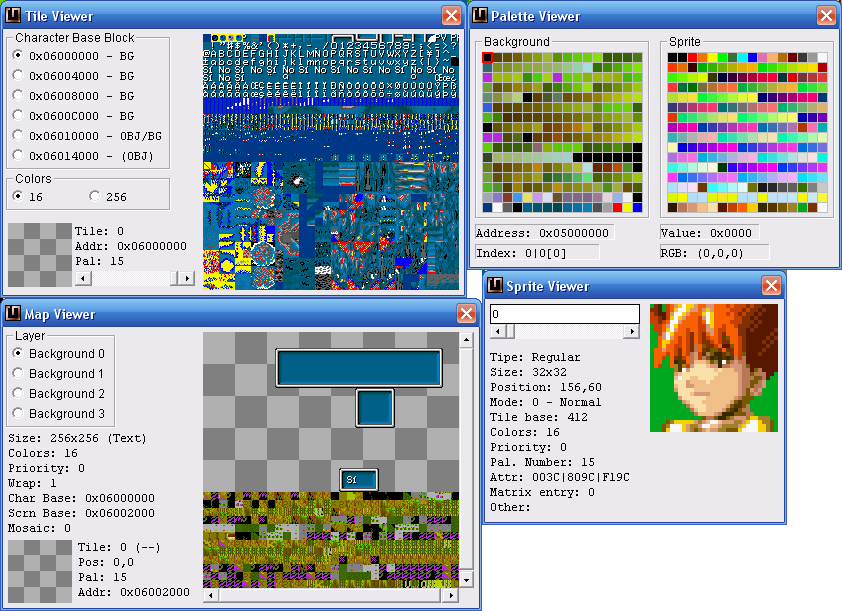 Tile Viewer
Character Base Block
0x06000000 - BG
0x06004000 - BG
0x06008000 - BG
0x0600C000 - BG
0x06010000 - OBJ/BG
0x06014000 - (OBJ)
Colors
16
256
Tile: 0
Addr: 0x06000000
Pal: 15
Palette Viewer
Background
Sprite
Address: 0x05000000
Value: 0x0000
Index: 0|0[0]
RGB: (0,0,0)
Map Viewer
Layer
Background 0
Background 1
Background 2
Background 3
Size: 256x256 (Text)
Colors: 16
Priority: 0
Wrap: 1
Char Base: 0x06000000
Scrn Base: 0x06002000
Mosaic: 0
Tile: 0 (--)
Pos: 0,0
Pal: 15
Addr: 0x06002000
Sí
Sprite Viewer
0
Tipe: Regular
Size: 32x32
Position: 156,60
Mode: 0 - Normal
Tile base: 412
Colors: 16
Priority: 0
Pal. Number: 15
Attr: 003C|809C|F19C
Matrix entry: 0
Other: